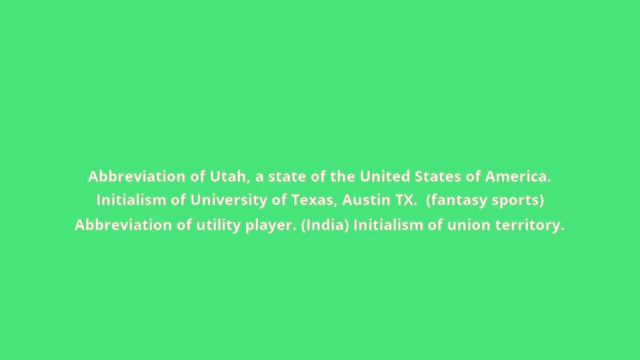 Abbreviation of Utah, a state of the United States of America.
Initialism of University of Texas, Austin TX.  (fantasy sports)
Abbreviation of utility player. (India) Initialism of union territory.